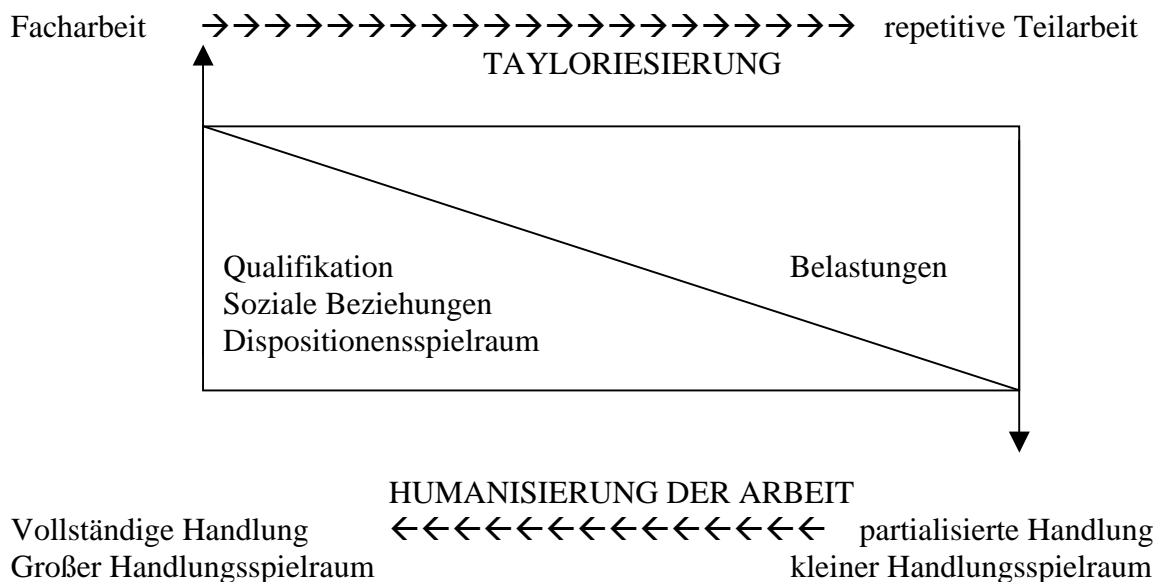 Facharbeit →→→→→→→→→→→→→→→→→→→→→ repetitive Teilarbeit
TAYLORIESIERUNG
Qualifikation Belastungen
Soziale Beziehungen
Dispositionensspielraum
HUMANISIERUNG DER ARBEIT
Vollständige Handlung ←←←←←←←←←←←←←← partialisierte Handlung
Großer Handlungsspielraum kleiner Handlungsspielraum